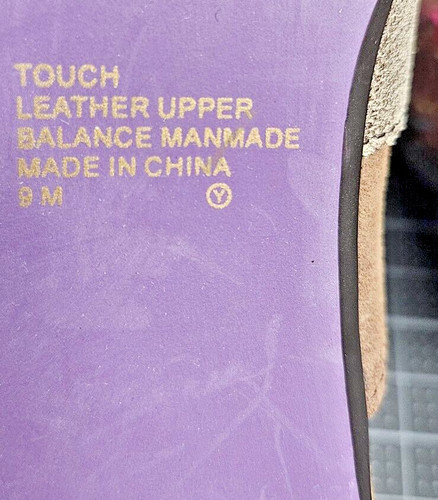 TOUCH
LEATHER UPPER
BALANCE MANMADE
MADE IN CHINA
9 M Ⓨ